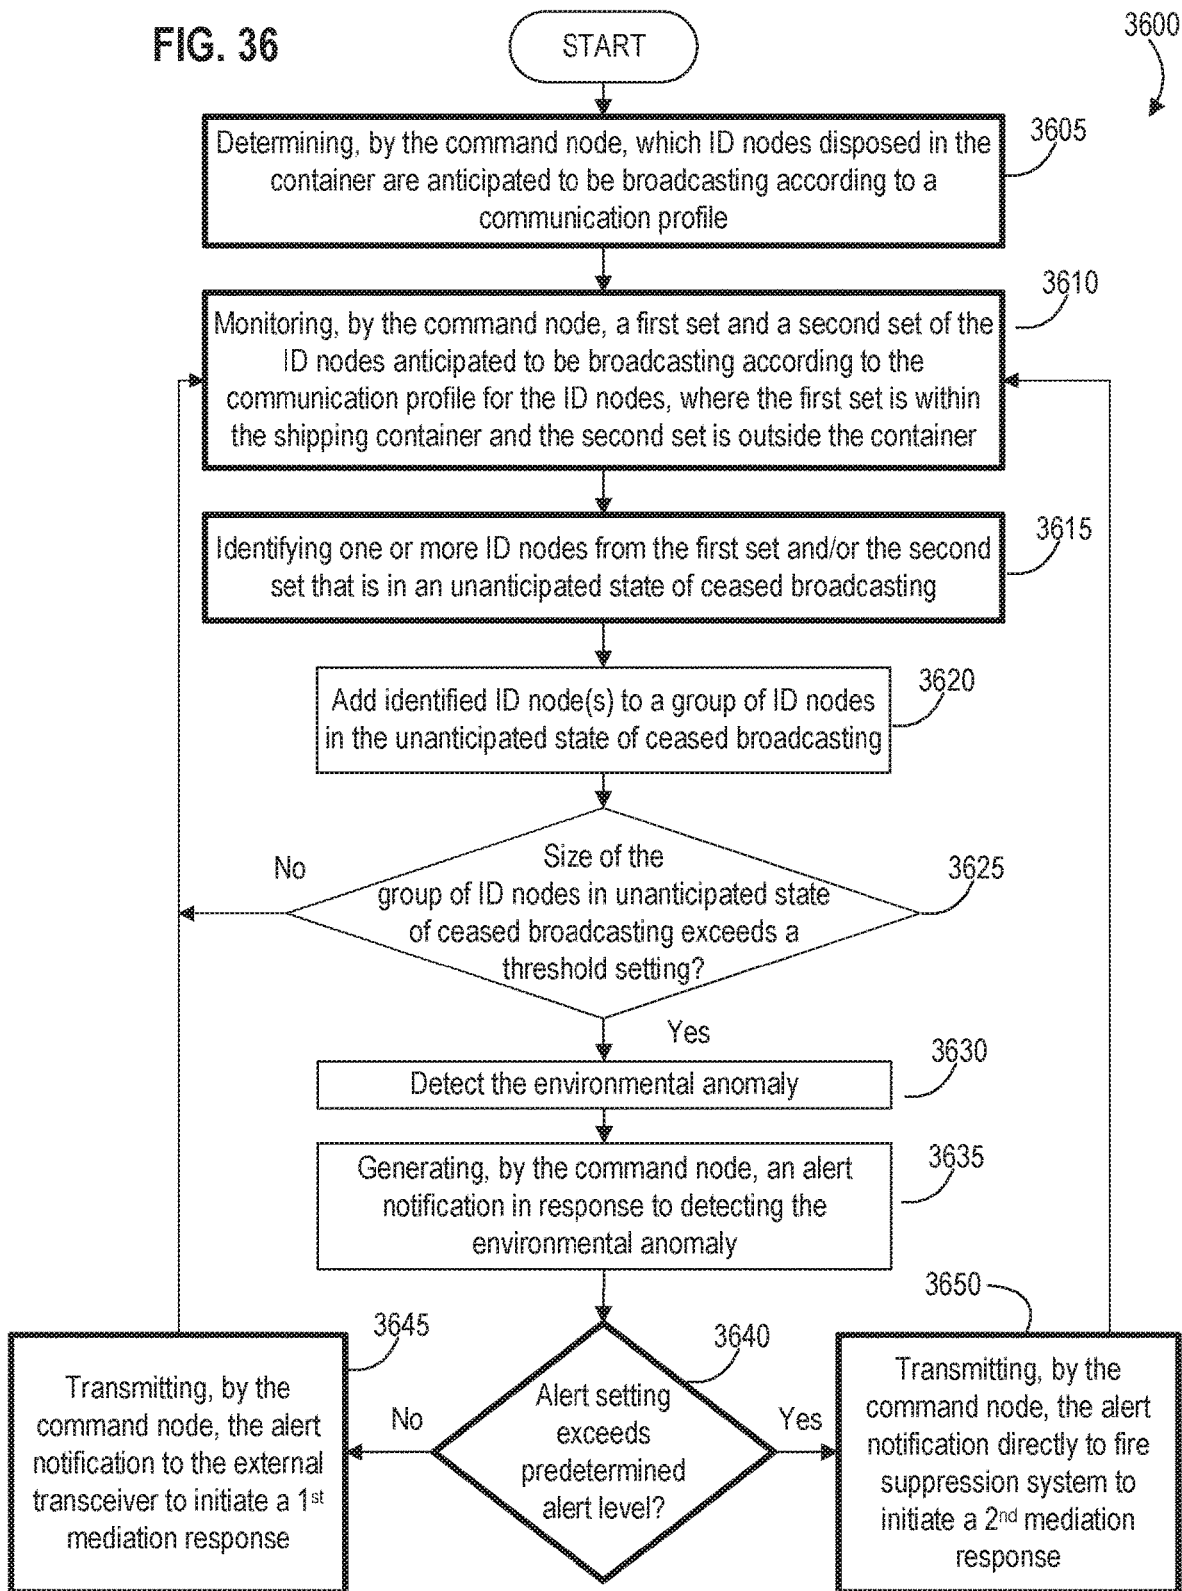 FIG. 36
START
3600
3605
Determining, by the command node, which ID nodes disposed in the
container are anticipated to be broadcasting according to a
communication profile
3610
Monitoring, by the command node, a first set and a second set of the
ID nodes anticipated to be broadcasting according to the
communication profile for the ID nodes, where the first set is within
the shipping container and the second set is outside the container
3615
Identifying one or more ID nodes from the first set and/or the second
set that is in an unanticipated state of ceased broadcasting
3620
Add identified ID node(s) to a group of ID nodes
in the unanticipated state of ceased broadcasting
No
Size of the
group of ID nodes in unanticipated state
of ceased broadcasting exceeds a
threshold setting?
3625
Yes
3630
Detect the environmental anomaly
3635
Generating, by the command node, an alert
notification in response to detecting the
environmental anomaly
3645
Transmitting, by the
command node, the alert
notification to the external
transceiver to initiate a 1st
mediation response
No
3640
Alert setting
exceeds
predetermined
alert level?
Yes
3650
Transmitting, by the
command node, the alert
notification directly to fire
suppression system to
initiate a 2nd mediation
response